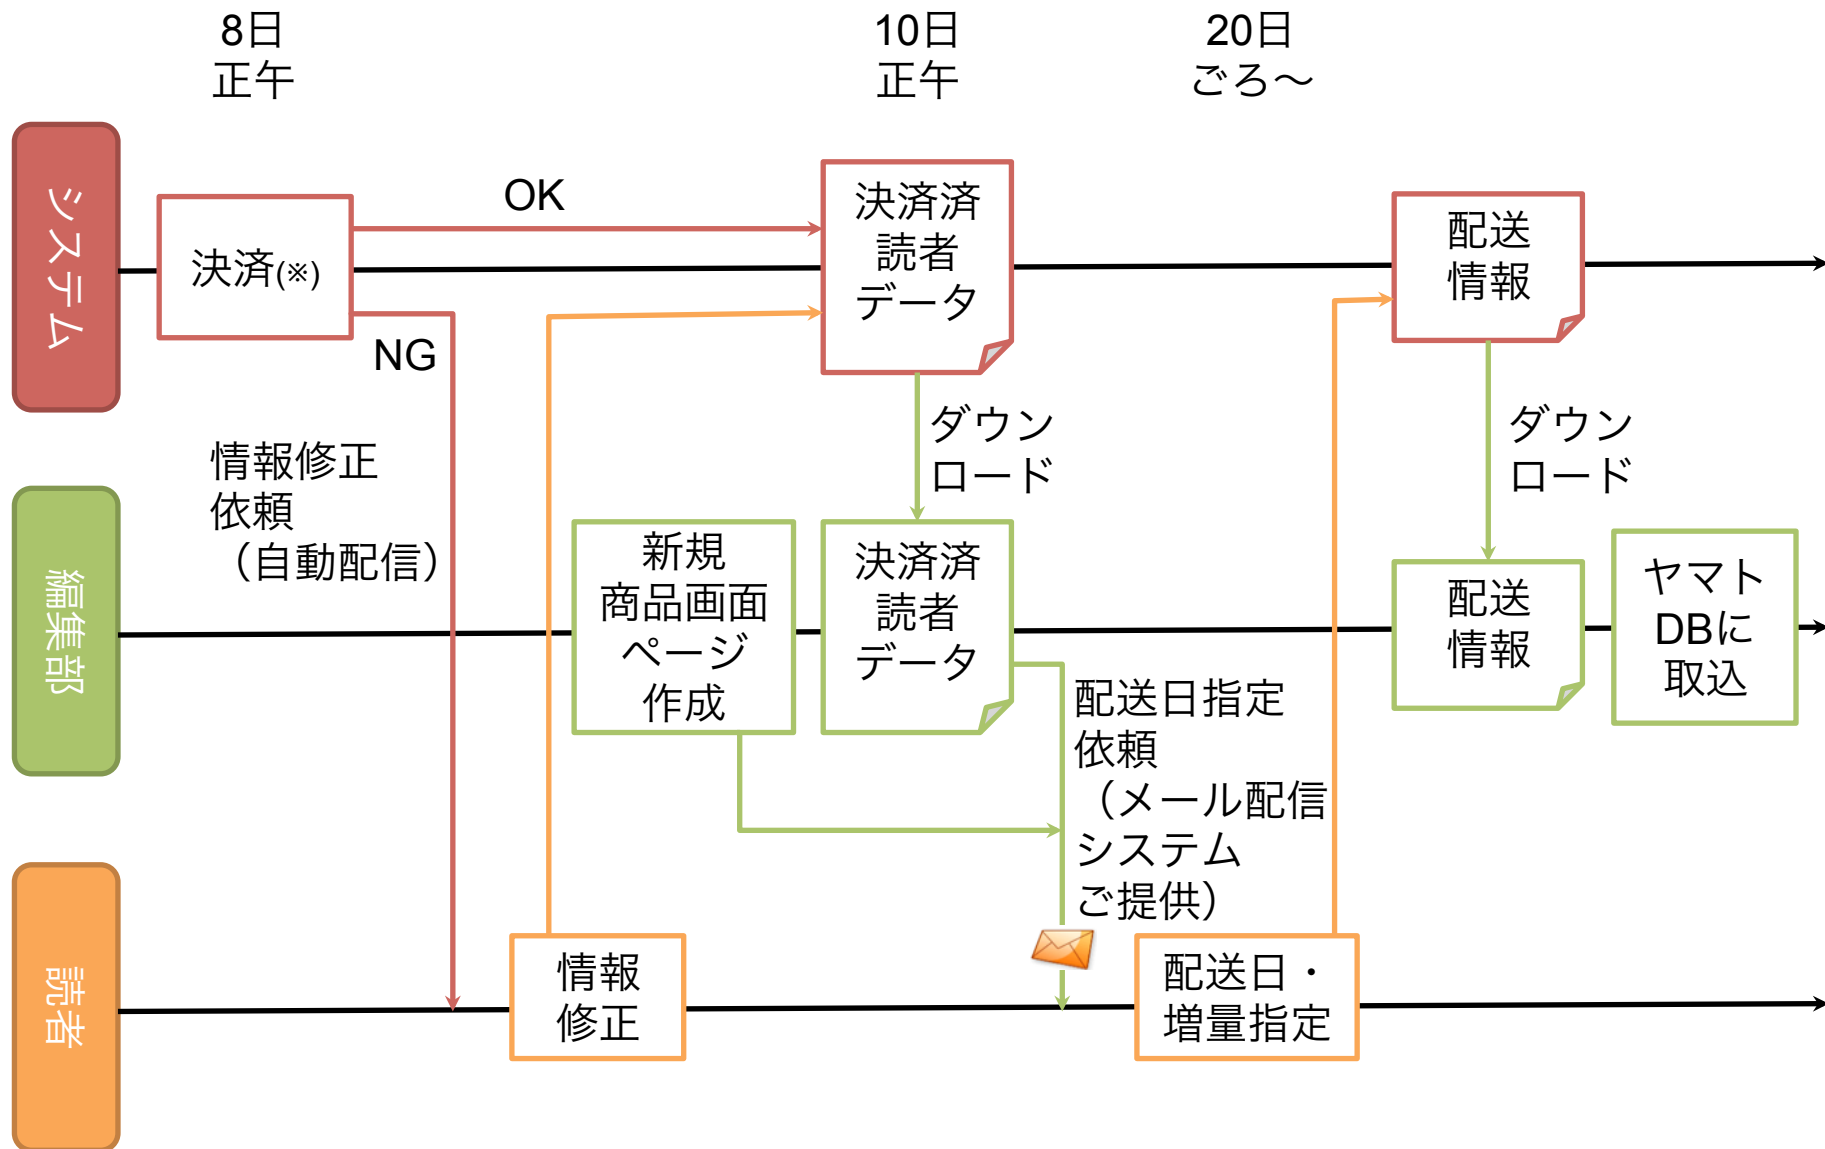 8日
正午
10日
正午
20日
ごろ〜
システム
決済(※)
OK
NG
決済済
読者
データ
配送
情報
情報修正
依頼
（自動配信）
ダウン
ロード
ダウン
ロード
編集部
新規
商品画面
ページ
作成
決済済
読者
データ
配送
情報
ヤマト
DBに
取込
配送日指定
依頼
（メール配信
システム
ご提供）
読者
情報
修正
配送日・
増量指定